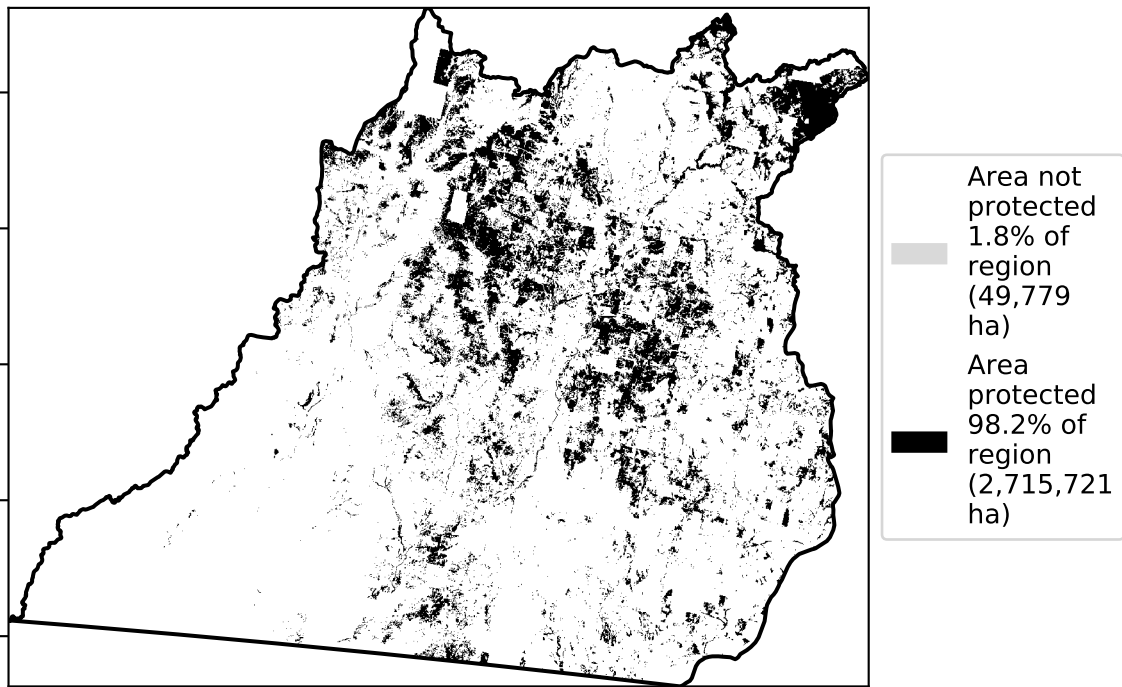 Area not
protected
1.8% of
region
(49,779
ha)
Area
protected
98.2% of
region
(2,715,721
ha)